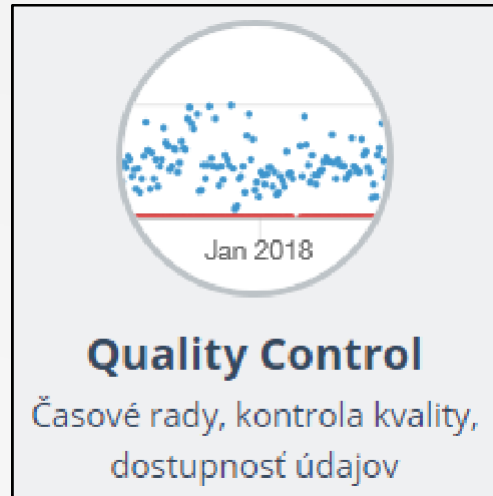 Jan 2018
Quality Control
Časové rady, kontrola kvality,
dostupnosť údajov